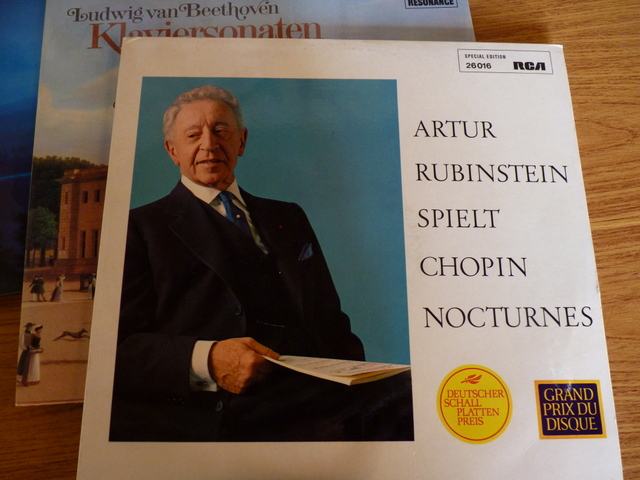 Ludwig van Beethoven
Klaviersonaten
RESONANCE
SPECIAL EDITION
26016 RCA
ARTUR
RUBINSTEIN
SPIELT
CHOPIN
NOCTURNES
DEUTSCHER
SCHALL
PLATTEN
PREIS
GRAND
PRIX DU
DISQUE